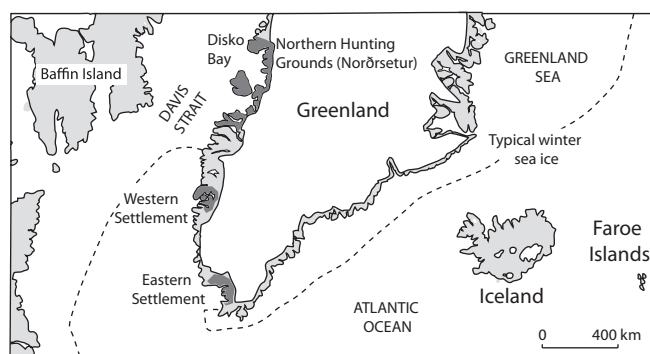 Disko
Bay
Northern Hunting
Grounds (Norðrsetur)
GREENLAND
SEA
Baffin Island
DAVIS
STRAIT
Greenland
Typical winter
sea ice
Western
Settlement
Faroe
Islands
Eastern
Settlement
Iceland
ATLANTIC
OCEAN
0 400 km